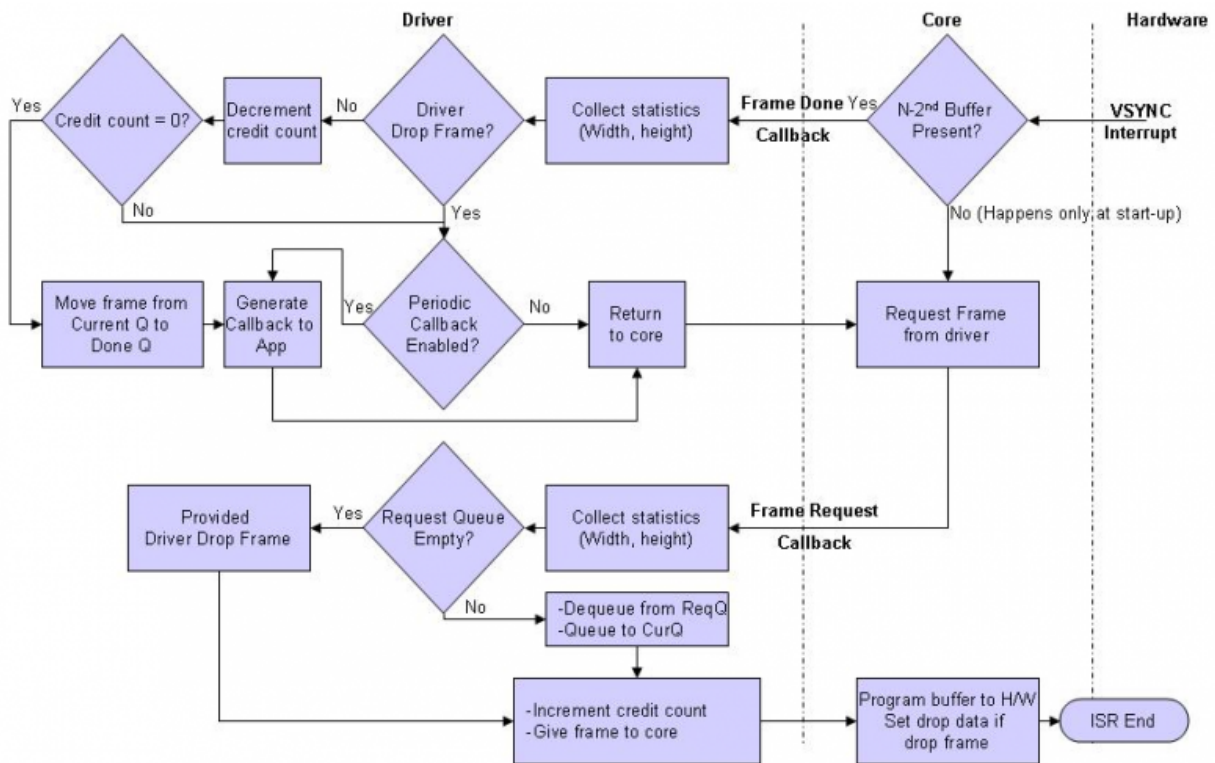 Driver
Core
Hardware
Yes
Credit count = 0?
Decrement
credit count
No
Driver
Drop Frame?
Collect statistics
(Width, height)
Frame Done
Callback
Yes
N-2nd Buffer
Present?
VSYNC
Interrupt
No
Yes
No (Happens only at start-up)
Move frame from
Current Q to
Done Q
Generate
Callback to
App
Yes
Periodic
Callback
Enabled?
No
Return
to core
Request Frame
from driver
Provided
Driver Drop Frame
Yes
Request Queue
Empty?
Collect statistics
(Width, height)
Frame Request
Callback
No
-Dequeue from ReqQ
-Queue to CurQ
-Increment credit count
-Give frame to core
Program buffer to H/W
Set drop data if
drop frame
ISR End